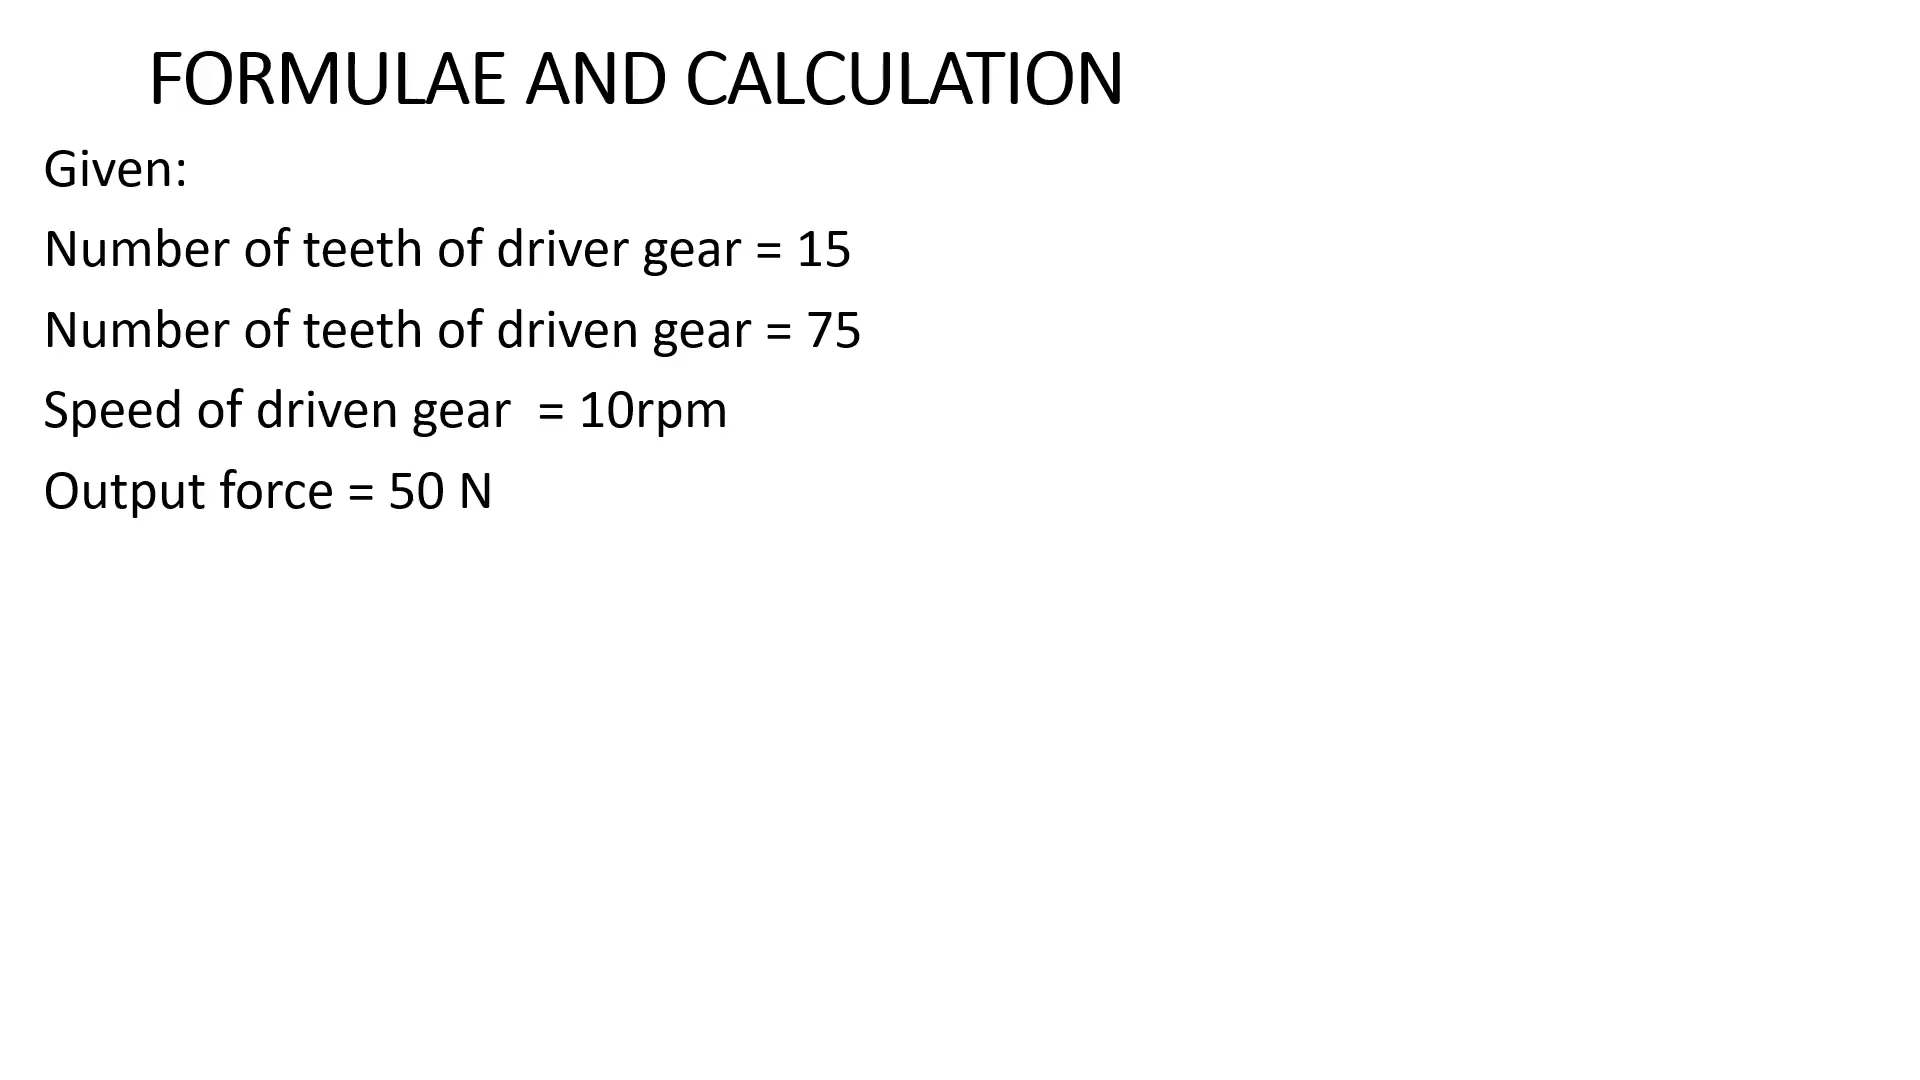 FORMULAE AND CALCULATION
Given:
Number of teeth of driver gear = 15
Number of teeth of driven gear = 75
Speed of driven gear  = 10rpm
Output force = 50 N